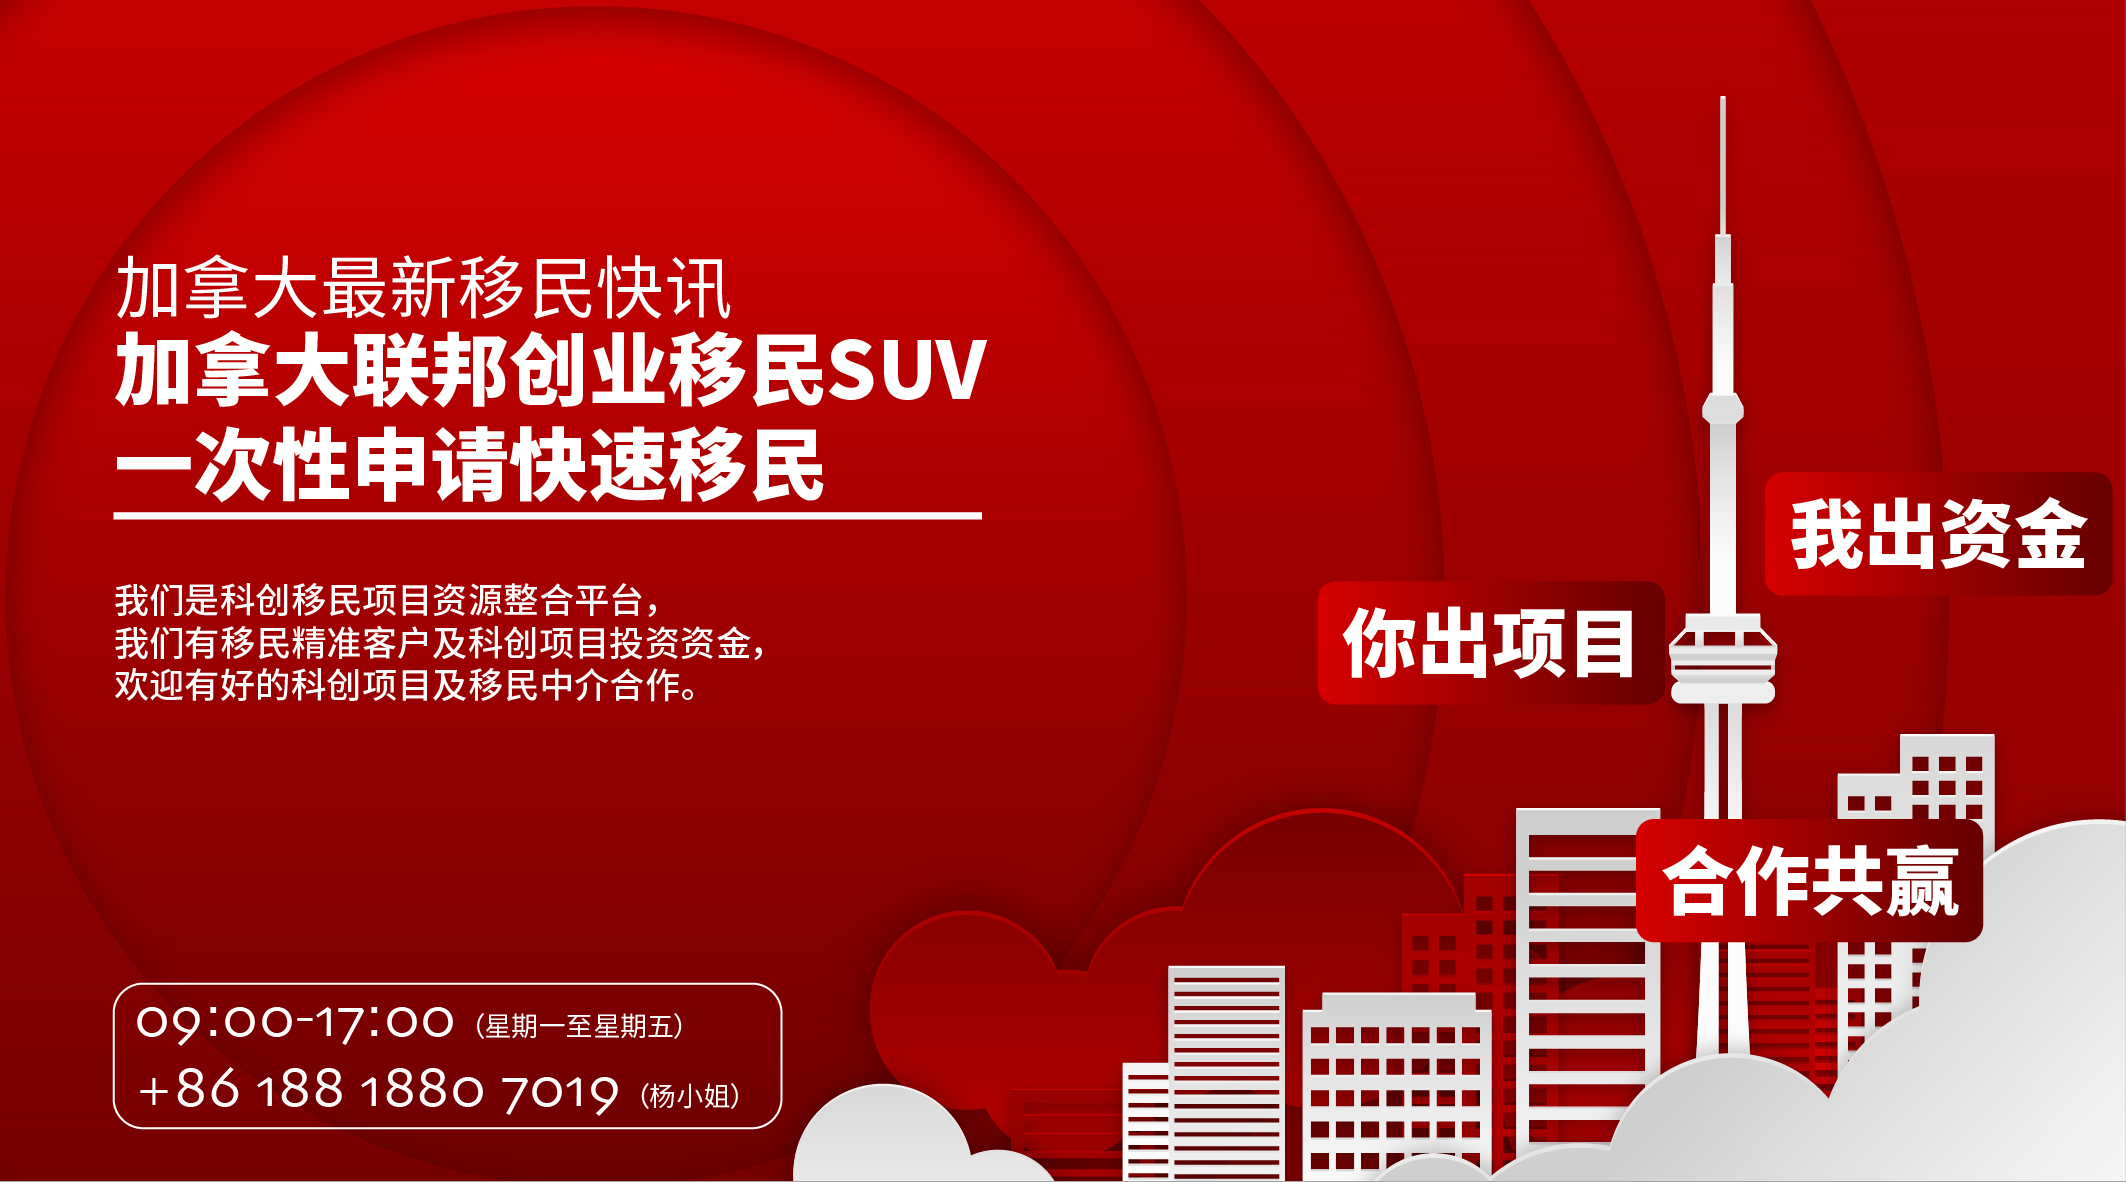 加拿大最新移民快讯
加拿大联邦创业移民SUV
一次性申请快速移民
我们是科创移民项目资源整合平台，
我们有移民精准客户及科创项目投资资金，
欢迎有好的科创项目及移民中介合作。
我出资金
你出项目
合作共赢
09:00-17:00（星期一至星期五）
+86 188 1880 7019（杨小姐）